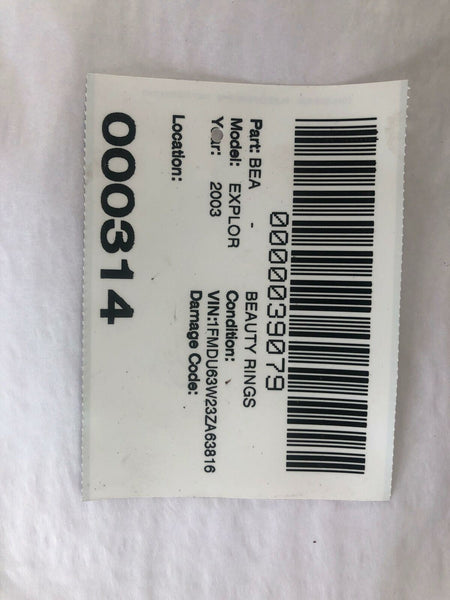 0000039079
Part: BEA - BEAUTY RINGS
Model: EXPLOR Condition:
Year: 2003 VIN:1FMDU63W23ZA63816
Damage Code:
Location:
000314